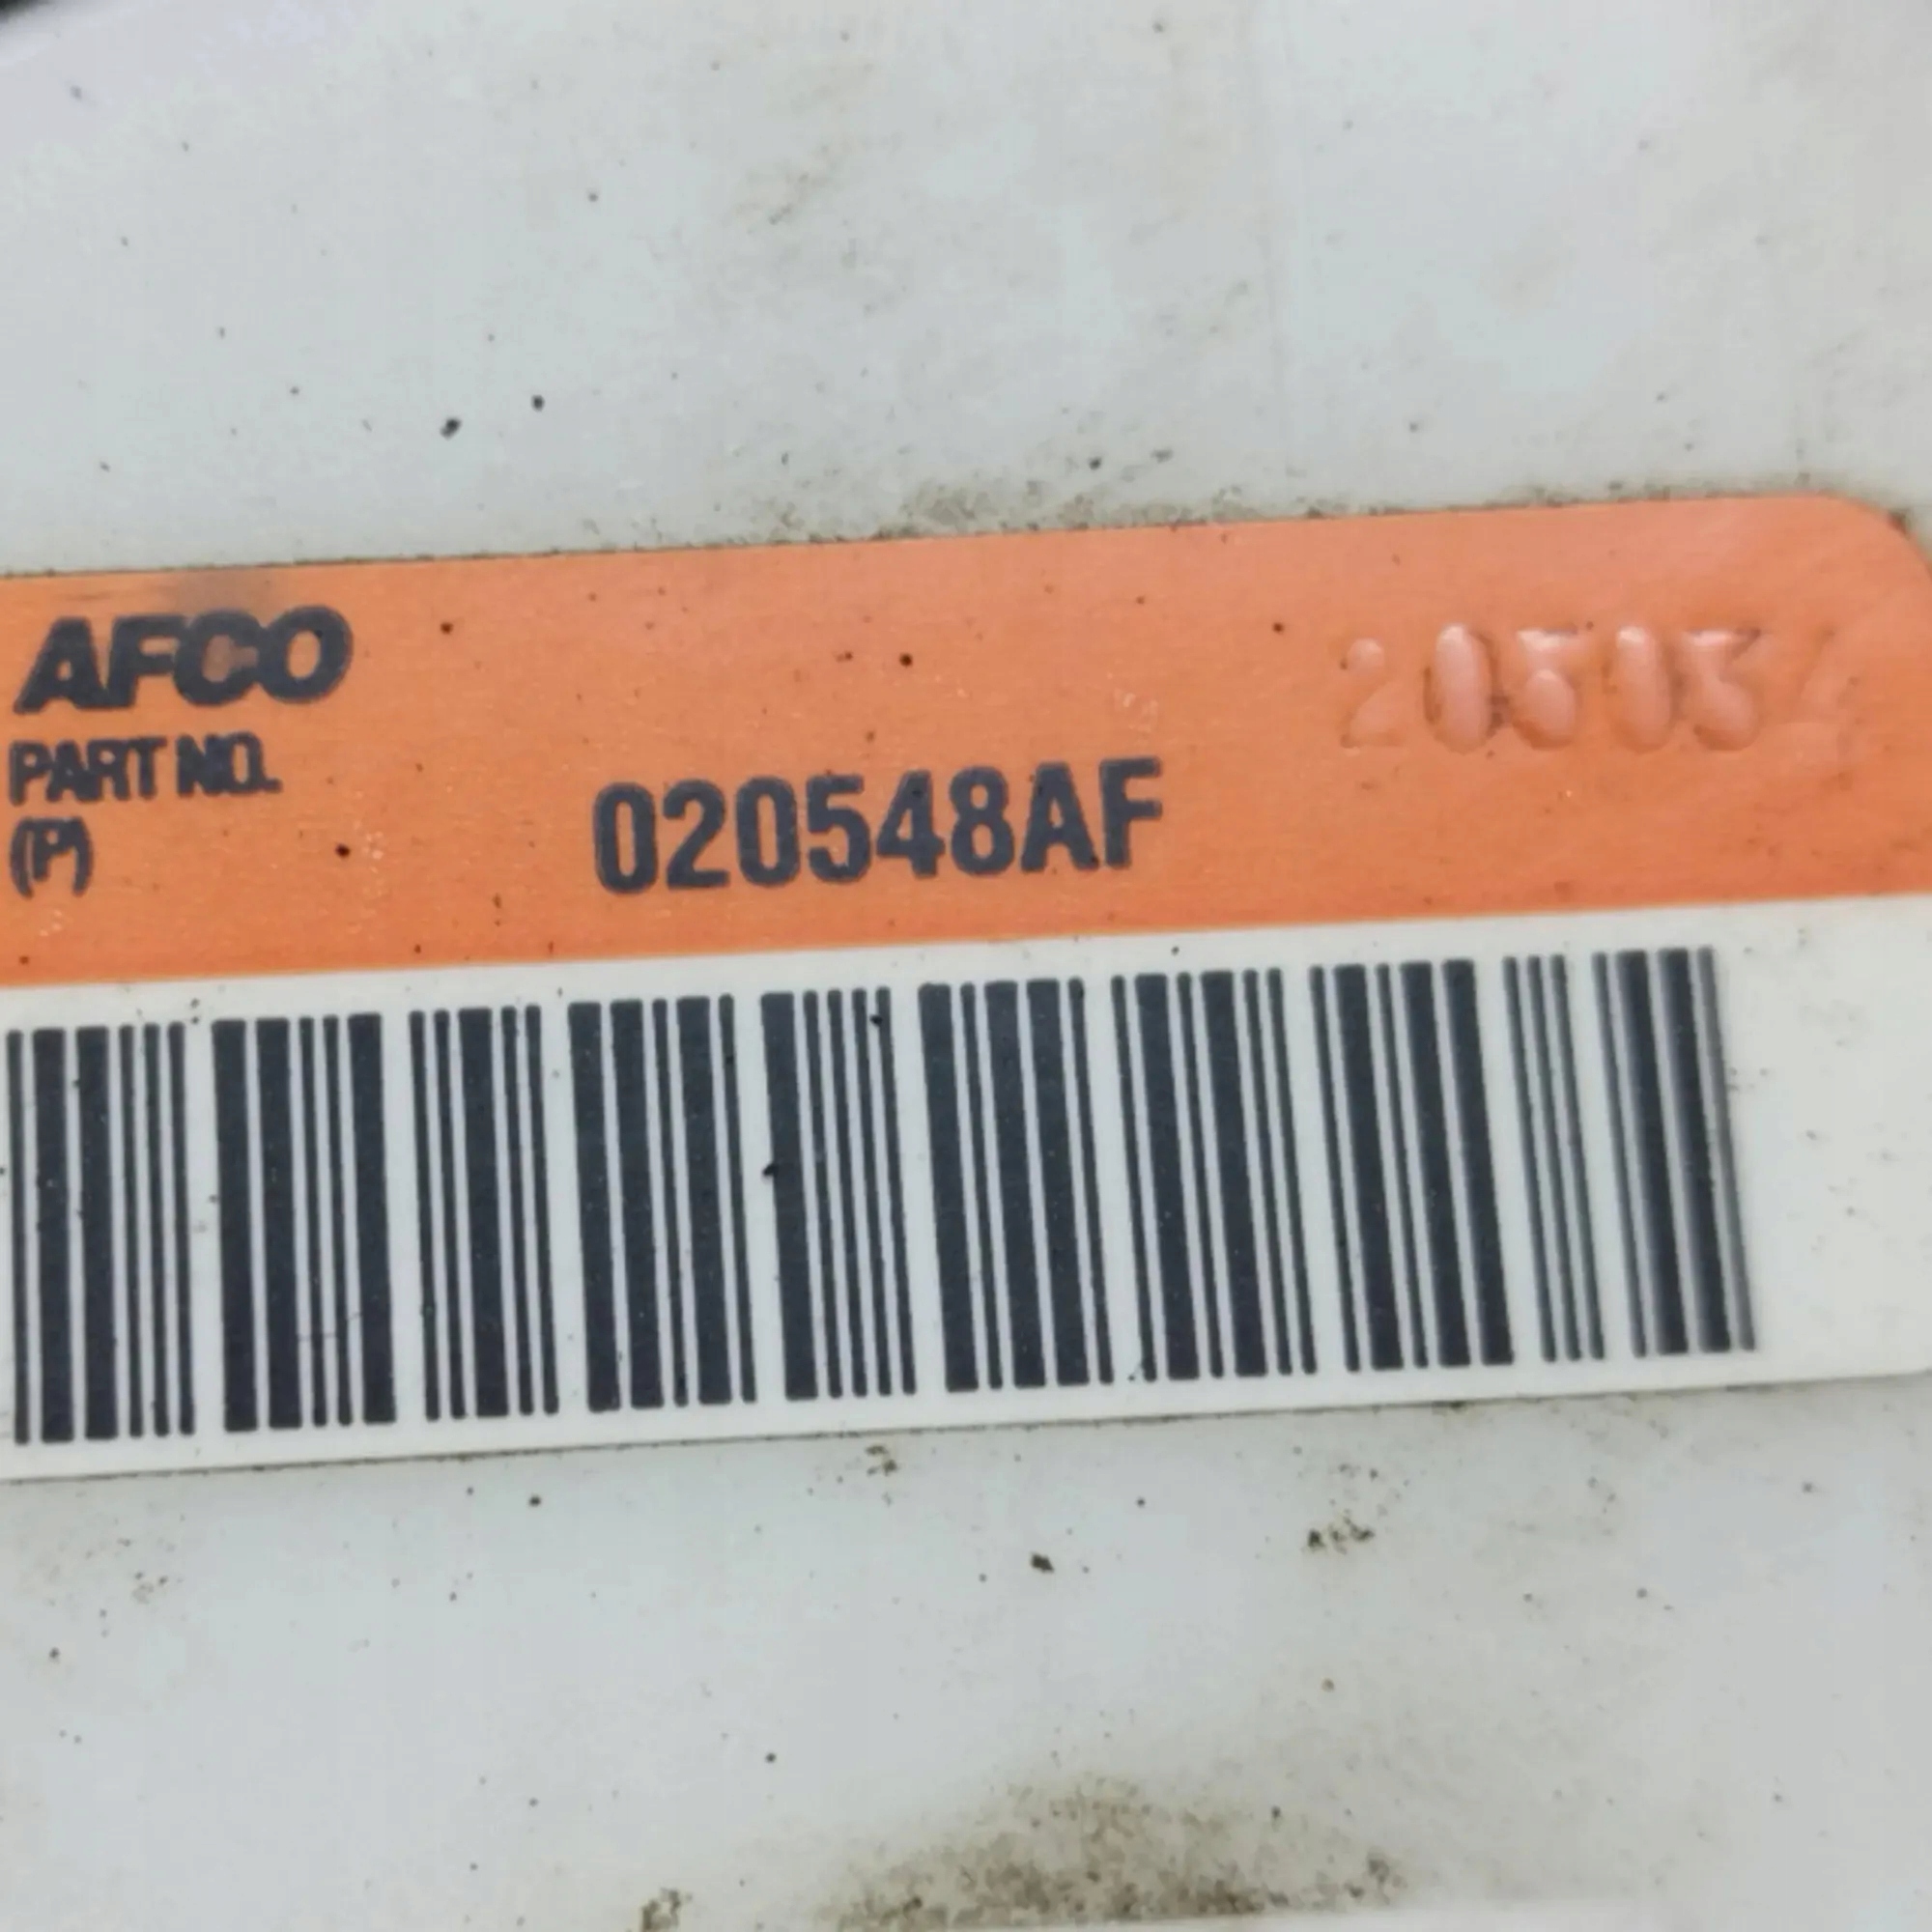 AFCO
PART NO.
(P)
020548AF